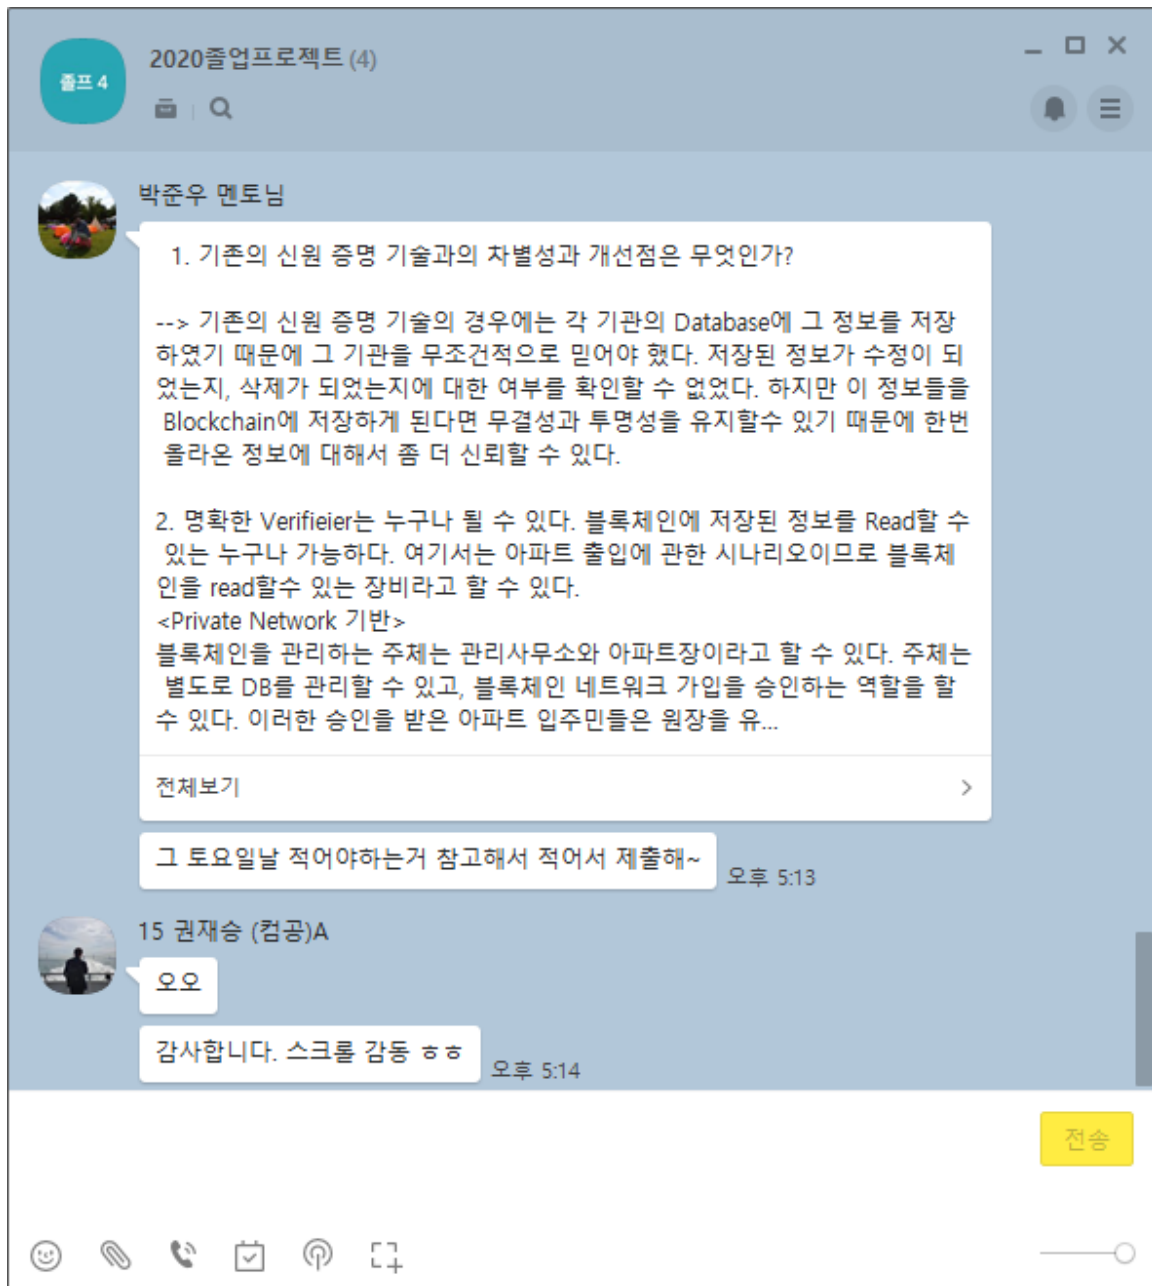 졸프 4
2020졸업프로젝트 (4)
박준우 멘토님
1. 기존의 신원 증명 기술과의 차별성과 개선점은 무엇인가?
--> 기존의 신원 증명 기술의 경우에는 각 기관의 Database에 그 정보를 저장
하였기 때문에 그 기관을 무조건적으로 믿어야 했다. 저장된 정보가 수정이 되
었는지, 삭제가 되었는지에 대한 여부를 확인할 수 없었다. 하지만 이 정보들을
Blockchain에 저장하게 된다면 무결성과 투명성을 유지할수 있기 때문에 한번
올라온 정보에 대해서 좀 더 신뢰할 수 있다.
2. 명확한 Verifieier는 누구나 될 수 있다. 블록체인에 저장된 정보를 Read할 수
있는 누구나 가능하다. 여기서는 아파트 출입에 관한 시나리오이므로 블록체
인을 read할수 있는 장비라고 할 수 있다.
<Private Network 기반>
블록체인을 관리하는 주체는 관리사무소와 아파트장이라고 할 수 있다. 주체는
별도로 DB를 관리할 수 있고, 블록체인 네트워크 가입을 승인하는 역할을 할
수 있다. 이러한 승인을 받은 아파트 입주민들은 원장을 유...
전체보기
그 토요일날 적어야하는거 참고해서 적어서 제출해~
오후 5:13
15 권재승 (컴공)A
오오
감사합니다. 스크롤 감동 ㅎㅎ
오후 5:14
전송